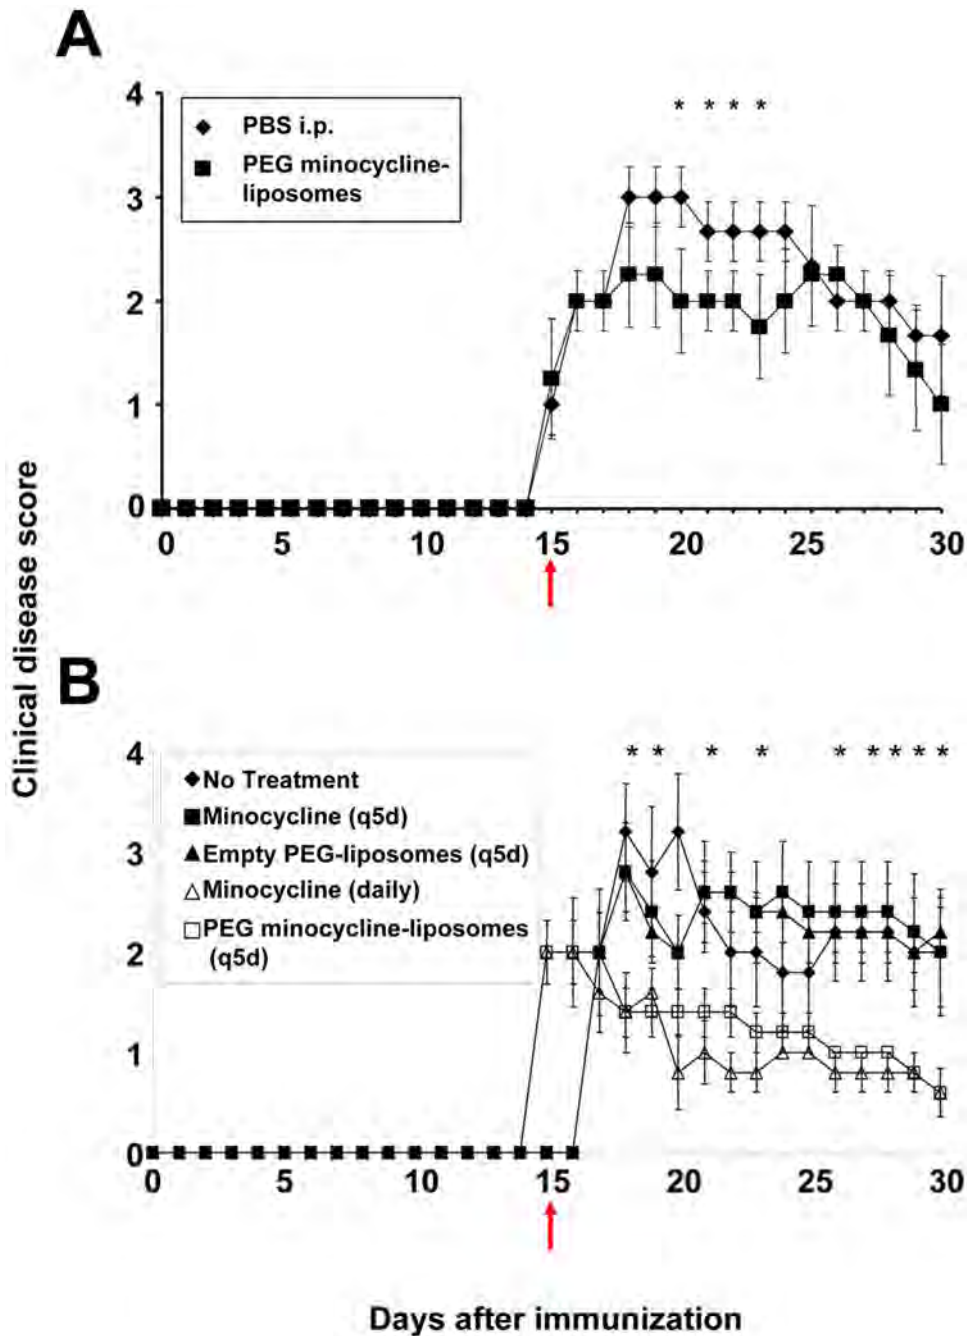 A
4
* * * *
PBS i.p.
PEG minocycline-
liposomes
3
2
1
0
0 5 10 15 20 25 30
Clinical disease score
B
4
* * * * * * * * *
No Treatment
Minocycline (q5d)
Empty PEG-liposomes (q5d)
Minocycline (daily)
PEG minocycline-liposomes
(q5d)
3
2
1
0
0 5 10 15 20 25 30
Days after immunization